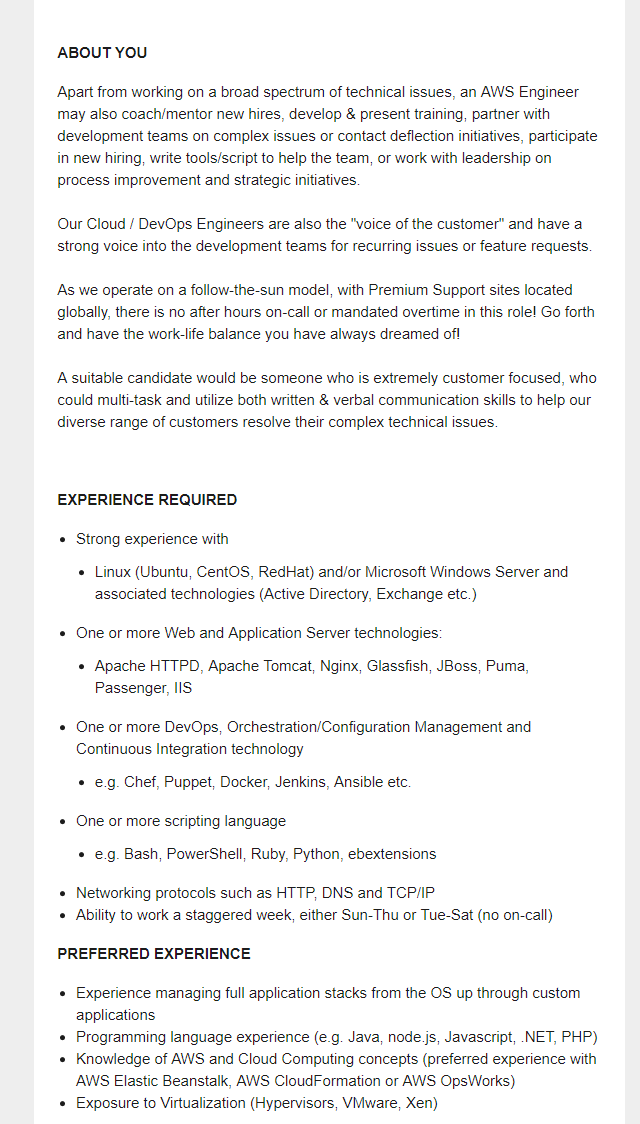 ABOUT YOU
Apart from working on a broad spectrum of technical issues, an AWS Engineer
may also coach/mentor new hires, develop & present training, partner with
development teams on complex issues or contact deflection initiatives, participate
in new hiring, write tools/script to help the team, or work with leadership on
process improvement and strategic initiatives.
Our Cloud / DevOps Engineers are also the "voice of the customer" and have a
strong voice into the development teams for recurring issues or feature requests.
As we operate on a follow-the-sun model, with Premium Support sites located
globally, there is no after hours on-call or mandated overtime in this role! Go forth
and have the work-life balance you have always dreamed of!
A suitable candidate would be someone who is extremely customer focused, who
could multi-task and utilize both written & verbal communication skills to help our
diverse range of customers resolve their complex technical issues.
EXPERIENCE REQUIRED
• Strong experience with
• Linux (Ubuntu, CentOS, RedHat) and/or Microsoft Windows Server and
associated technologies (Active Directory, Exchange etc.)
• One or more Web and Application Server technologies:
• Apache HTTPD, Apache Tomcat, Nginx, Glassfish, JBoss, Puma,
Passenger, IIS
• One or more DevOps, Orchestration/Configuration Management and
Continuous Integration technology
• e.g. Chef, Puppet, Docker, Jenkins, Ansible etc.
• One or more scripting language
• e.g. Bash, PowerShell, Ruby, Python, ebextensions
• Networking protocols such as HTTP, DNS and TCP/IP
• Ability to work a staggered week, either Sun-Thu or Tue-Sat (no on-call)
PREFERRED EXPERIENCE
• Experience managing full application stacks from the OS up through custom
applications
• Programming language experience (e.g. Java, node.js, Javascript, .NET, PHP)
• Knowledge of AWS and Cloud Computing concepts (preferred experience with
AWS Elastic Beanstalk, AWS CloudFormation or AWS OpsWorks)
• Exposure to Virtualization (Hypervisors, VMware, Xen)